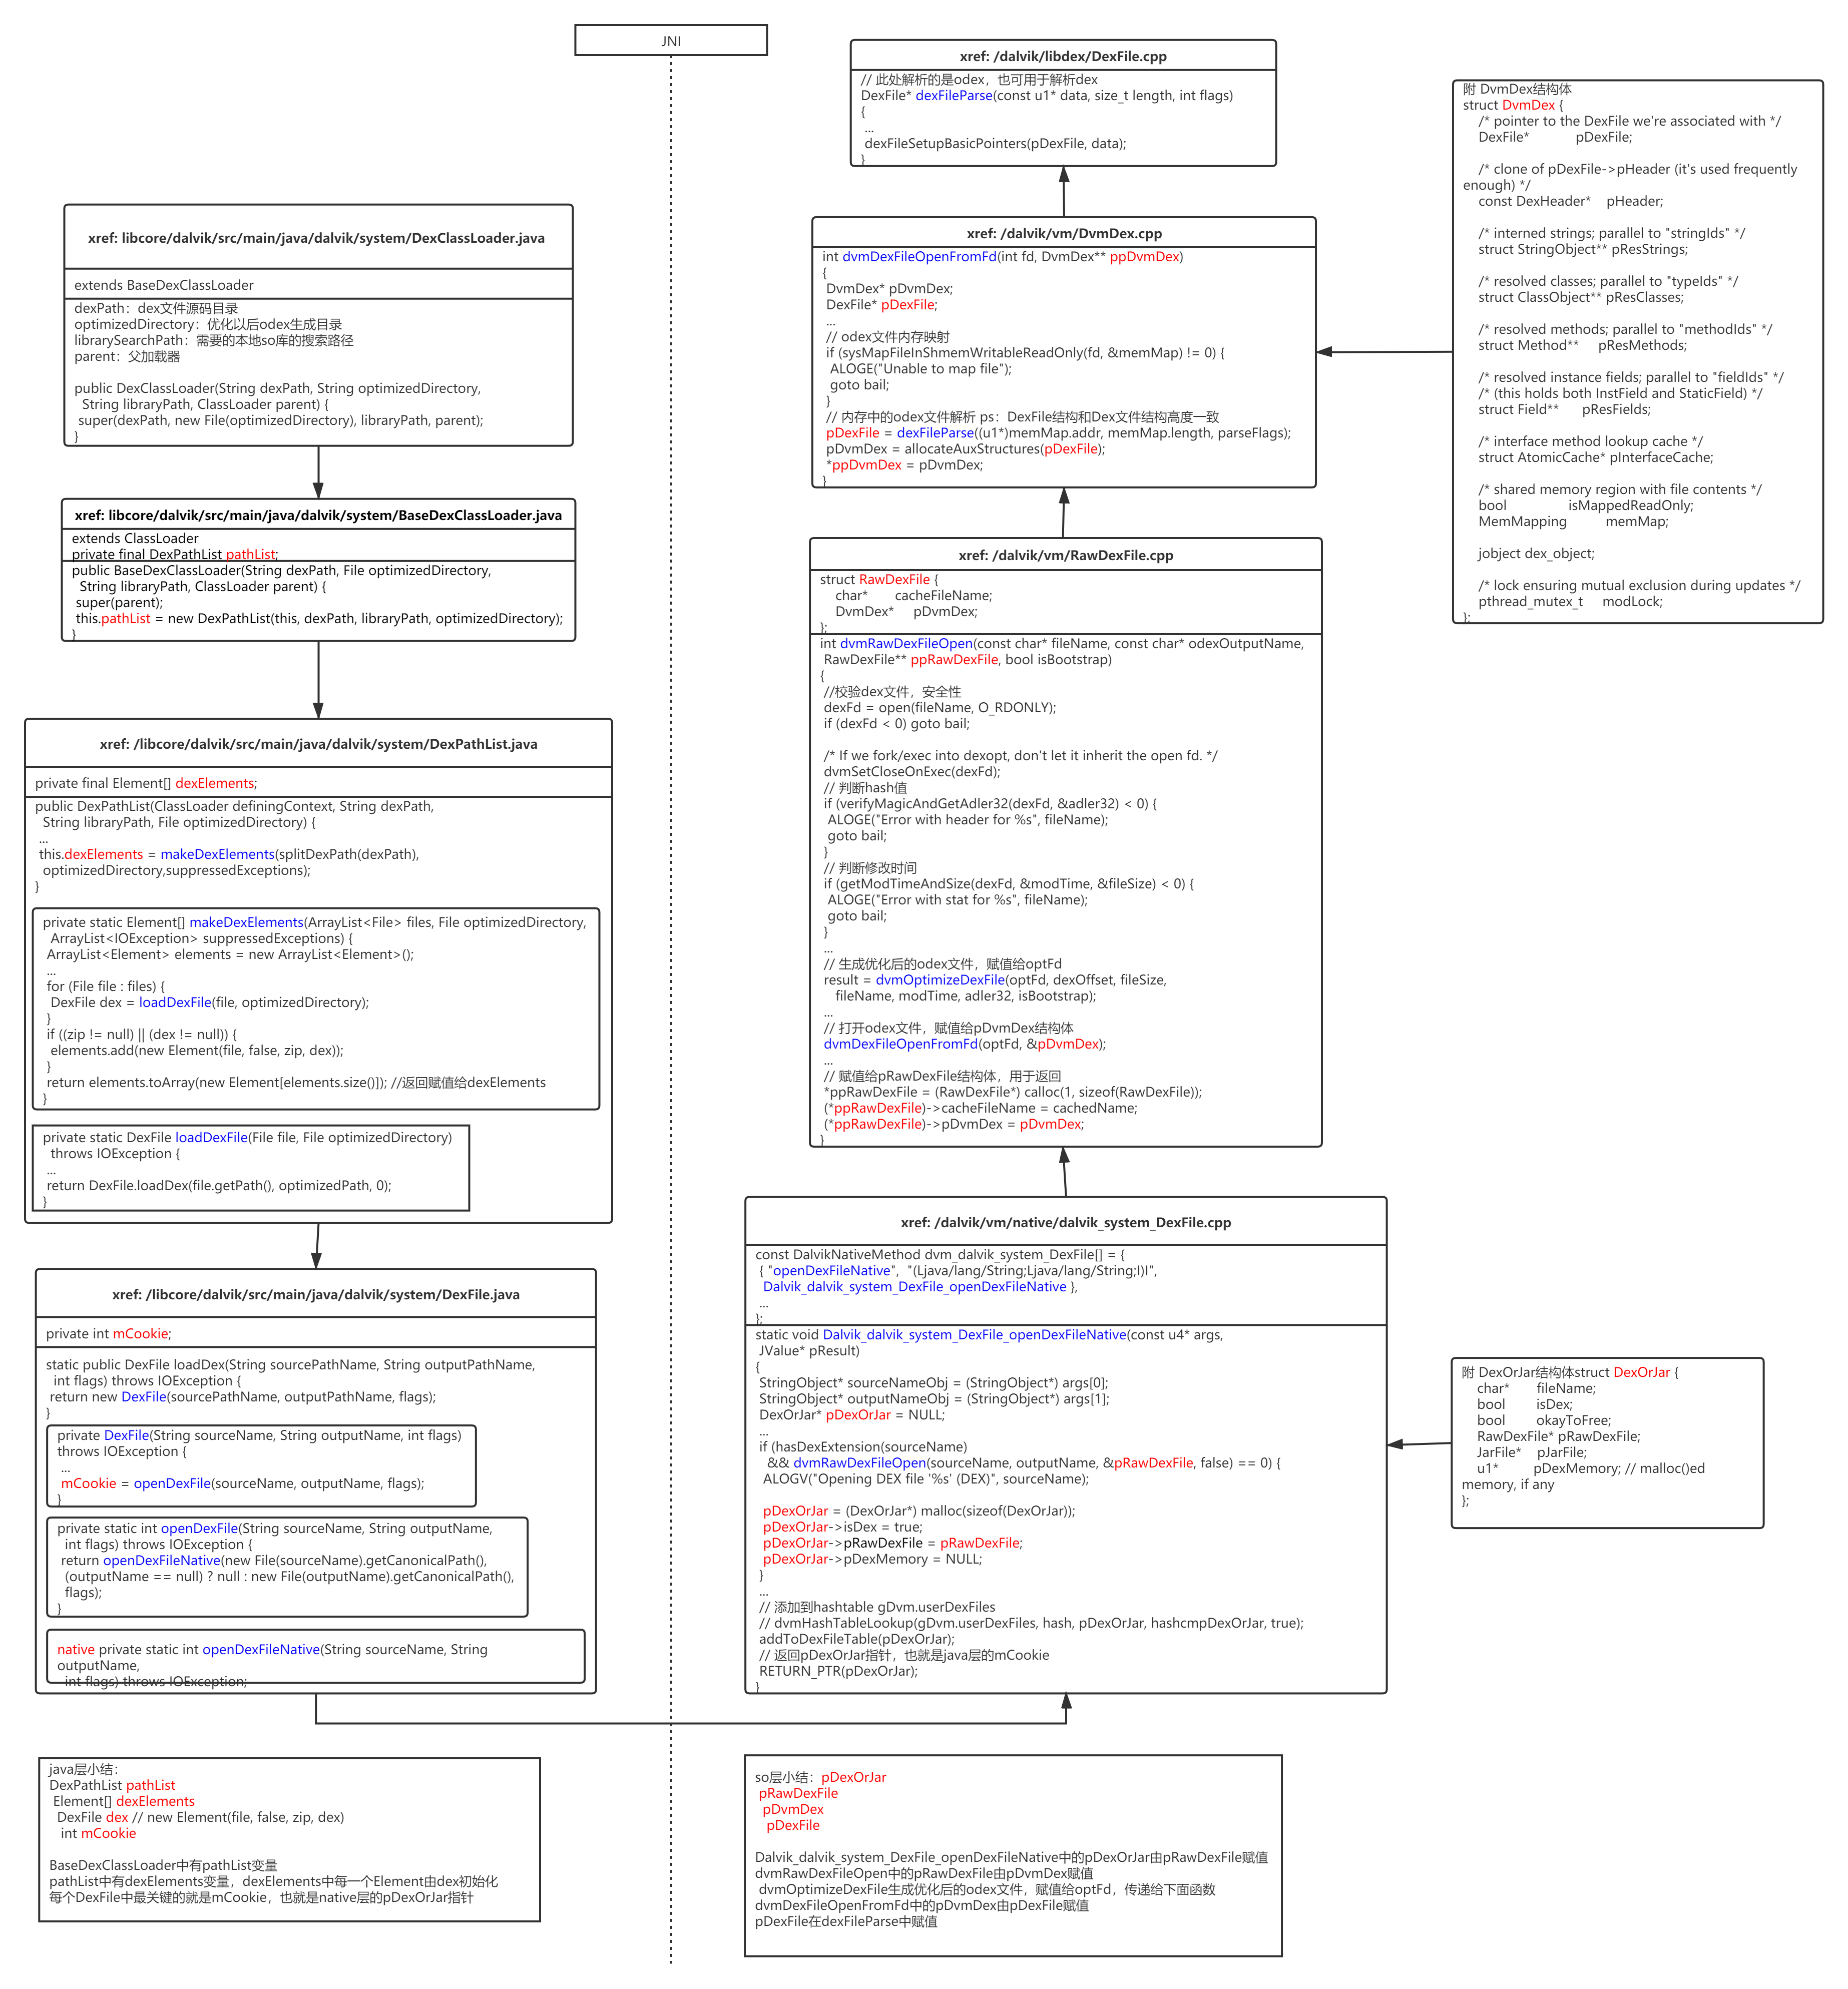 JNI
xref: libcore/dalvik/src/main/java/dalvik/system/DexClassLoader.java
extends BaseDexClassLoader
dexPath：dex文件源码目录
optimizedDirectory：优化以后odex生成目录
librarySearchPath：需要的本地so库的搜索路径
parent：父加载器
public DexClassLoader(String dexPath, String optimizedDirectory,
String libraryPath, ClassLoader parent) {
super(dexPath, new File(optimizedDirectory), libraryPath, parent);
}
xref: libcore/dalvik/src/main/java/dalvik/system/BaseDexClassLoader.java
extends ClassLoader
private final DexPathList pathList;
public BaseDexClassLoader(String dexPath, File optimizedDirectory,
String libraryPath, ClassLoader parent) {
super(parent);
this.pathList = new DexPathList(this, dexPath, libraryPath, optimizedDirectory);
}
xref: /libcore/dalvik/src/main/java/dalvik/system/DexPathList.java
private final Element[] dexElements;
public DexPathList(ClassLoader definingContext, String dexPath,
String libraryPath, File optimizedDirectory) {
...
this.dexElements = makeDexElements(splitDexPath(dexPath),
optimizedDirectory,suppressedExceptions);
}
private static Element[] makeDexElements(ArrayList<File> files, File optimizedDirectory,
ArrayList<IOException> suppressedExceptions) {
ArrayList<Element> elements = new ArrayList<Element>();
...
for (File file : files) {
DexFile dex = loadDexFile(file, optimizedDirectory);
}
if ((zip != null) || (dex != null)) {
elements.add(new Element(file, false, zip, dex));
}
return elements.toArray(new Element[elements.size()]); //返回赋值给dexElements
}
private static DexFile loadDexFile(File file, File optimizedDirectory)
throws IOException {
...
return DexFile.loadDex(file.getPath(), optimizedPath, 0);
}
xref: /libcore/dalvik/src/main/java/dalvik/system/DexFile.java
private int mCookie;
static public DexFile loadDex(String sourcePathName, String outputPathName,
int flags) throws IOException {
return new DexFile(sourcePathName, outputPathName, flags);
}
private DexFile(String sourceName, String outputName, int flags)
throws IOException {
...
mCookie = openDexFile(sourceName, outputName, flags);
}
private static int openDexFile(String sourceName, String outputName,
int flags) throws IOException {
return openDexFileNative(new File(sourceName).getCanonicalPath(),
(outputName == null) ? null : new File(outputName).getCanonicalPath(),
flags);
}
native private static int openDexFileNative(String sourceName, String
outputName,
int flags) throws IOException;
java层小结：
DexPathList pathList
Element[] dexElements
DexFile dex // new Element(file, false, zip, dex)
int mCookie
BaseDexClassLoader中有pathList变量
pathList中有dexElements变量，dexElements中每一个Element由dex初始化
每个DexFile中最关键的就是mCookie，也就是native层的pDexOrJar指针
xref: /dalvik/libdex/DexFile.cpp
// 此处解析的是odex，也可用于解析dex
DexFile* dexFileParse(const u1* data, size_t length, int flags)
{
...
dexFileSetupBasicPointers(pDexFile, data);
}
xref: /dalvik/vm/DvmDex.cpp
int dvmDexFileOpenFromFd(int fd, DvmDex** ppDvmDex)
{
DvmDex* pDvmDex;
DexFile* pDexFile;
...
// odex文件内存映射
if (sysMapFileInShmemWritableReadOnly(fd, &memMap) != 0) {
ALOGE("Unable to map file");
goto bail;
}
// 内存中的odex文件解析 ps：DexFile结构和Dex文件结构高度一致
pDexFile = dexFileParse((u1*)memMap.addr, memMap.length, parseFlags);
pDvmDex = allocateAuxStructures(pDexFile);
*ppDvmDex = pDvmDex;
}
xref: /dalvik/vm/RawDexFile.cpp
struct RawDexFile {
char* cacheFileName;
DvmDex* pDvmDex;
};
int dvmRawDexFileOpen(const char* fileName, const char* odexOutputName,
RawDexFile** ppRawDexFile, bool isBootstrap)
{
//校验dex文件，安全性
dexFd = open(fileName, O_RDONLY);
if (dexFd < 0) goto bail;
/* If we fork/exec into dexopt, don't let it inherit the open fd. */
dvmSetCloseOnExec(dexFd);
// 判断hash值
if (verifyMagicAndGetAdler32(dexFd, &adler32) < 0) {
ALOGE("Error with header for %s", fileName);
goto bail;
}
// 判断修改时间
if (getModTimeAndSize(dexFd, &modTime, &fileSize) < 0) {
ALOGE("Error with stat for %s", fileName);
goto bail;
}
...
// 生成优化后的odex文件，赋值给optFd
result = dvmOptimizeDexFile(optFd, dexOffset, fileSize,
fileName, modTime, adler32, isBootstrap);
...
// 打开odex文件，赋值给pDvmDex结构体
dvmDexFileOpenFromFd(optFd, &pDvmDex);
...
// 赋值给pRawDexFile结构体，用于返回
*ppRawDexFile = (RawDexFile*) calloc(1, sizeof(RawDexFile));
(*ppRawDexFile)->cacheFileName = cachedName;
(*ppRawDexFile)->pDvmDex = pDvmDex;
}
xref: /dalvik/vm/native/dalvik_system_DexFile.cpp
const DalvikNativeMethod dvm_dalvik_system_DexFile[] = {
{ "openDexFileNative", "(Ljava/lang/String;Ljava/lang/String;I)I",
Dalvik_dalvik_system_DexFile_openDexFileNative },
...
};
static void Dalvik_dalvik_system_DexFile_openDexFileNative(const u4* args,
JValue* pResult)
{
StringObject* sourceNameObj = (StringObject*) args[0];
StringObject* outputNameObj = (StringObject*) args[1];
DexOrJar* pDexOrJar = NULL;
...
if (hasDexExtension(sourceName)
&& dvmRawDexFileOpen(sourceName, outputName, &pRawDexFile, false) == 0) {
ALOGV("Opening DEX file '%s' (DEX)", sourceName);
pDexOrJar = (DexOrJar*) malloc(sizeof(DexOrJar));
pDexOrJar->isDex = true;
pDexOrJar->pRawDexFile = pRawDexFile;
pDexOrJar->pDexMemory = NULL;
}
...
// 添加到hashtable gDvm.userDexFiles
// dvmHashTableLookup(gDvm.userDexFiles, hash, pDexOrJar, hashcmpDexOrJar, true);
addToDexFileTable(pDexOrJar);
// 返回pDexOrJar指针，也就是java层的mCookie
RETURN_PTR(pDexOrJar);
}
so层小结：pDexOrJar
pRawDexFile
pDvmDex
pDexFile
Dalvik_dalvik_system_DexFile_openDexFileNative中的pDexOrJar由pRawDexFile赋值
dvmRawDexFileOpen中的pRawDexFile由pDvmDex赋值
dvmOptimizeDexFile生成优化后的odex文件，赋值给optFd，传递给下面函数
dvmDexFileOpenFromFd中的pDvmDex由pDexFile赋值
pDexFile在dexFileParse中赋值
附 DvmDex结构体
struct DvmDex {
/* pointer to the DexFile we're associated with */
DexFile* pDexFile;
/* clone of pDexFile->pHeader (it's used frequently
enough) */
const DexHeader* pHeader;
/* interned strings; parallel to "stringIds" */
struct StringObject** pResStrings;
/* resolved classes; parallel to "typeIds" */
struct ClassObject** pResClasses;
/* resolved methods; parallel to "methodIds" */
struct Method** pResMethods;
/* resolved instance fields; parallel to "fieldIds" */
/* (this holds both InstField and StaticField) */
struct Field** pResFields;
/* interface method lookup cache */
struct AtomicCache* pInterfaceCache;
/* shared memory region with file contents */
bool isMappedReadOnly;
MemMapping memMap;
jobject dex_object;
/* lock ensuring mutual exclusion during updates */
pthread_mutex_t modLock;
};
附 DexOrJar结构体struct DexOrJar {
char* fileName;
bool isDex;
bool okayToFree;
RawDexFile* pRawDexFile;
JarFile* pJarFile;
u1* pDexMemory; // malloc()ed
memory, if any
};